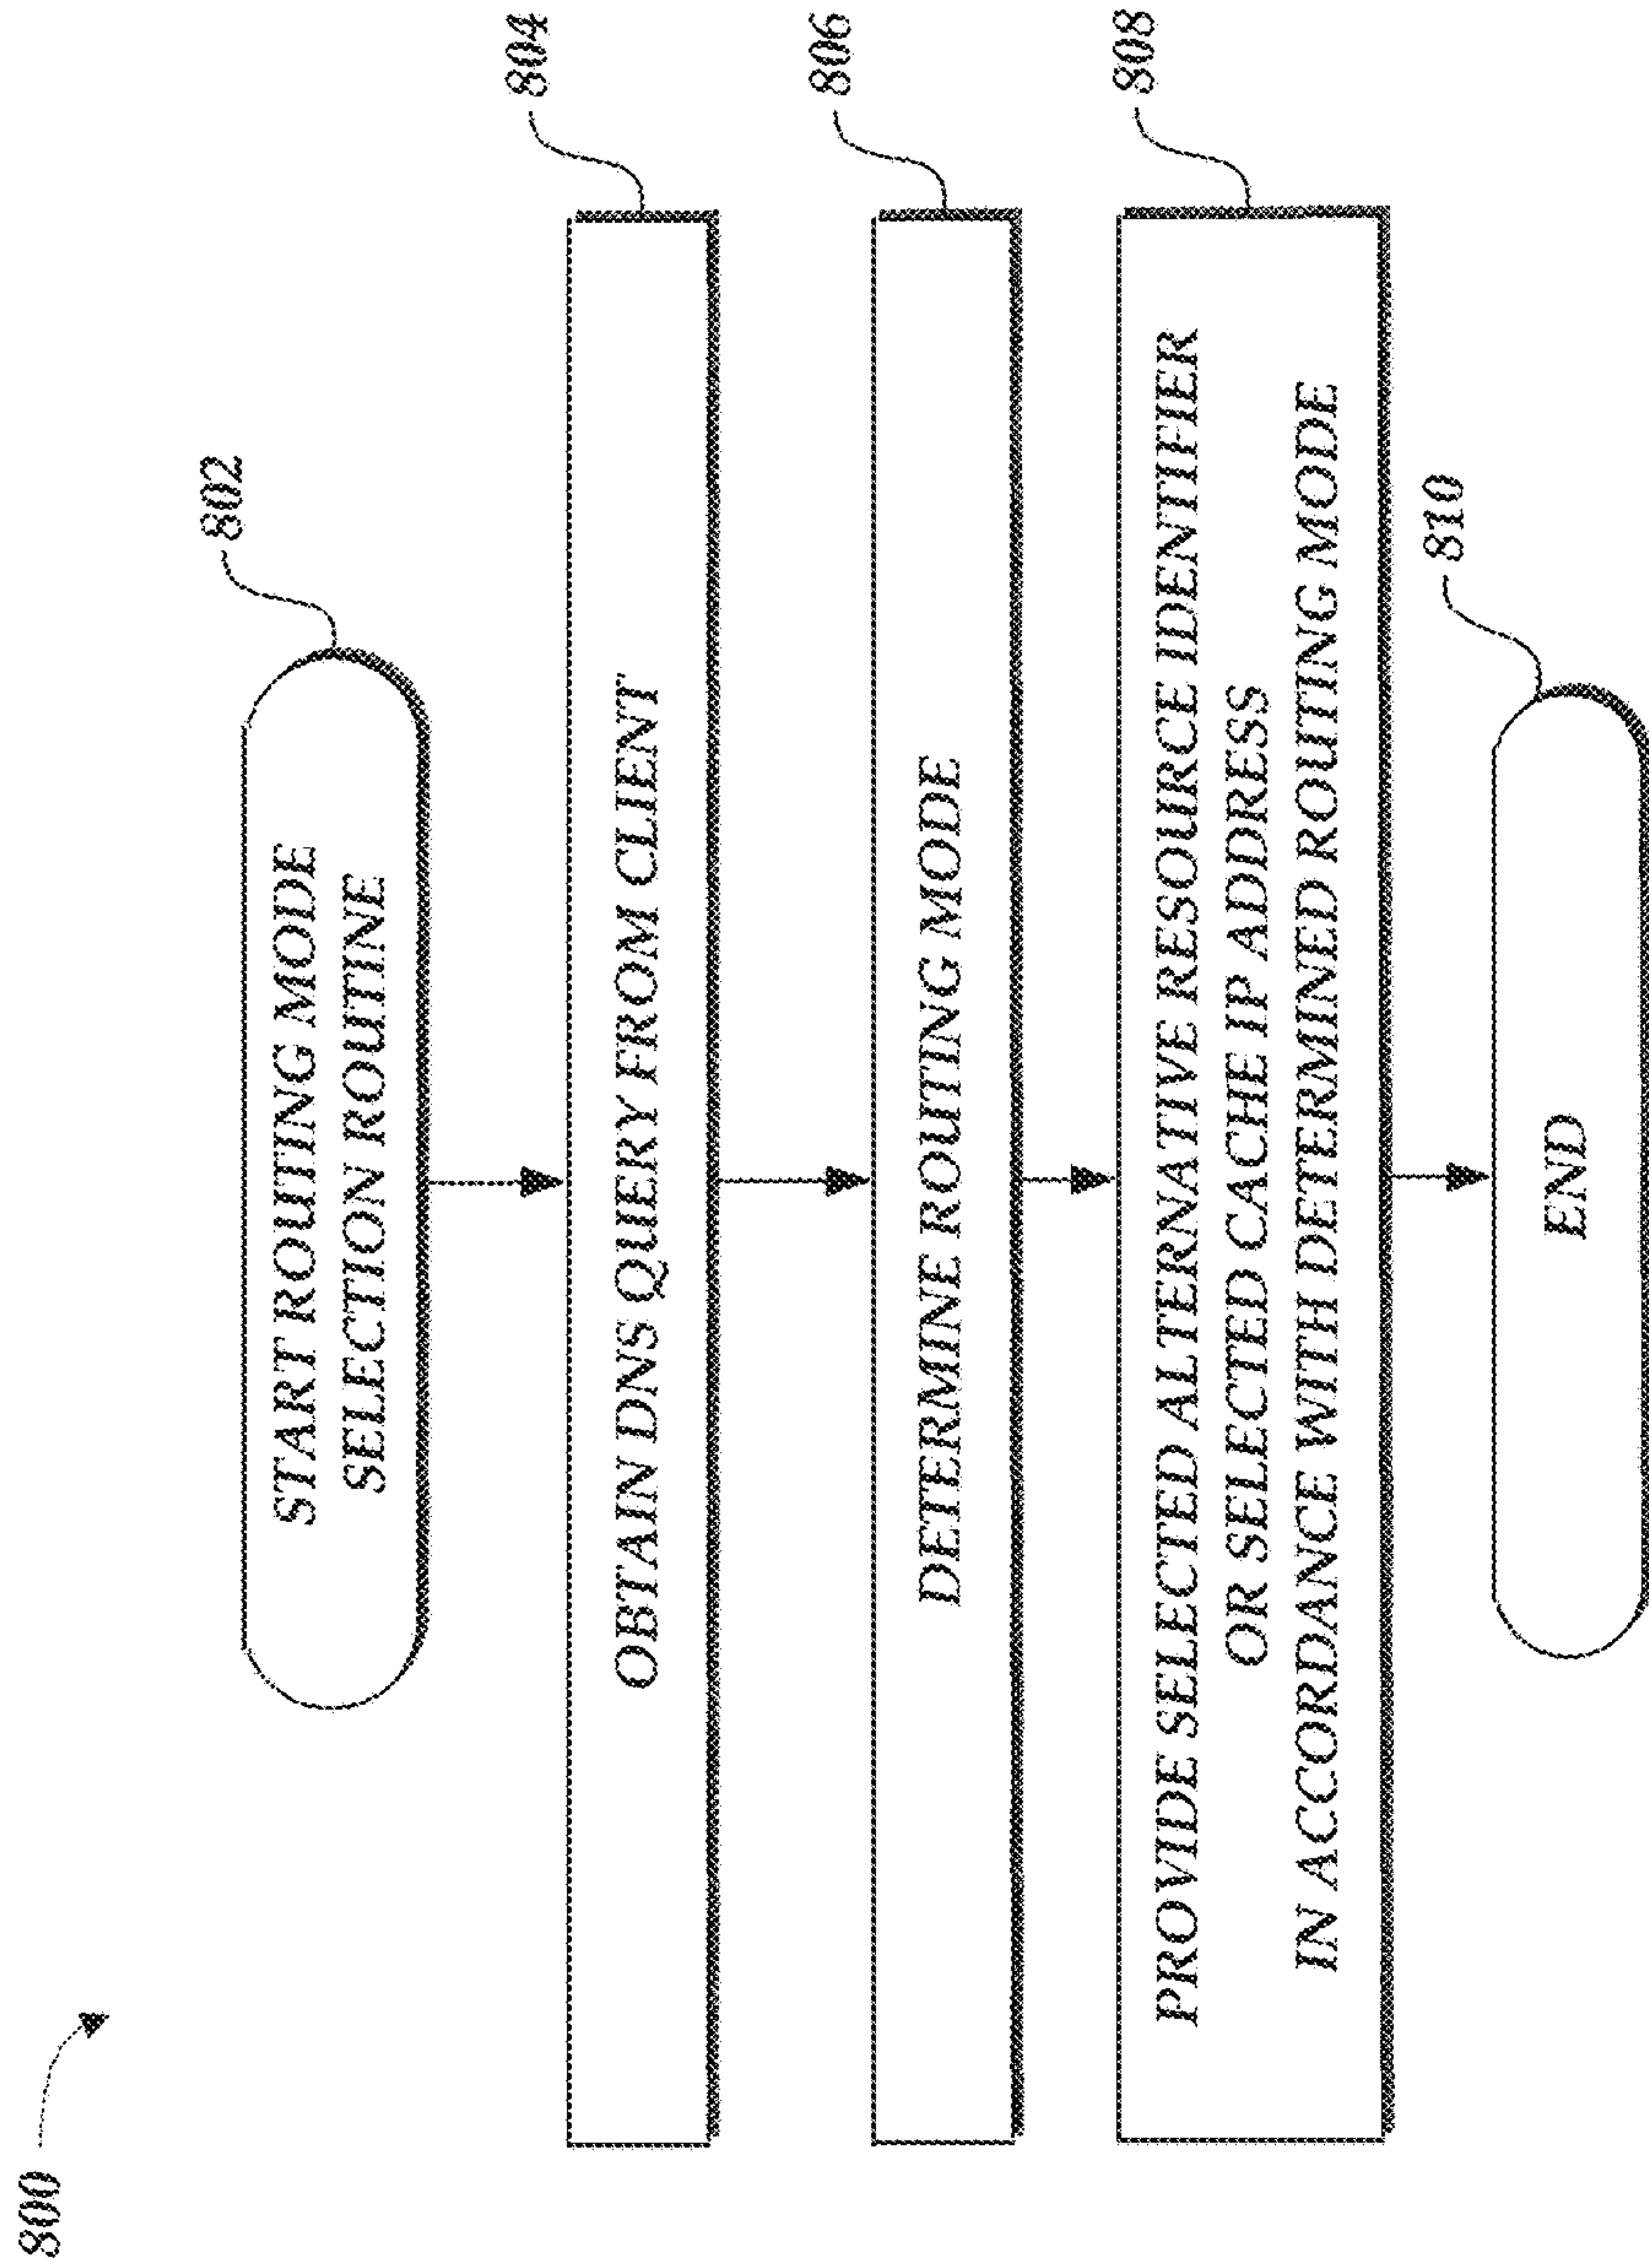 800
802
START ROUTING MODE
SELECTION ROUTINE
804
OBTAIN DNS QUERY FROM CLIENT
806
DETERMINE ROUTING MODE
808
PROVIDE SELECTED ALTERNATIVE RESOURCE IDENTIFIER
OR SELECTED CACHE IP ADDRESS
IN ACCORDANCE WITH DETERMINED ROUTING MODE
810
END